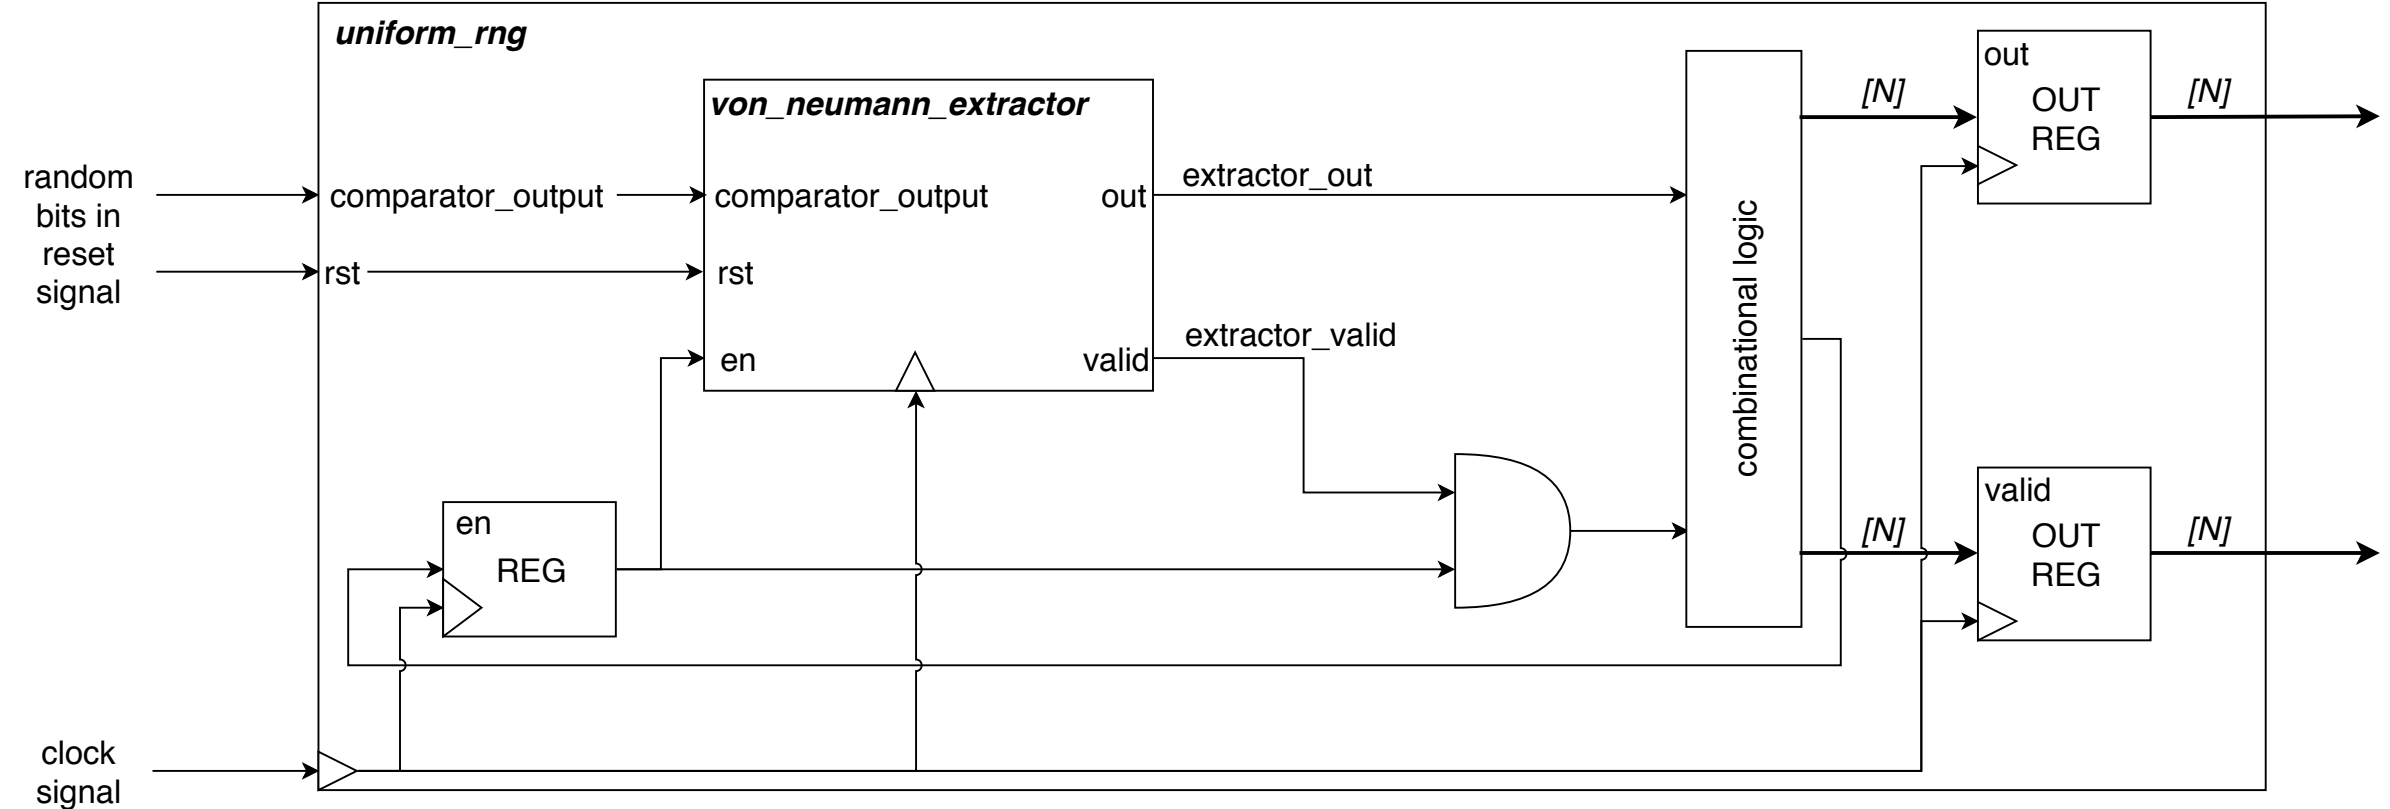 uniform_rng
von_neumann_extractor
random
bits in
reset
signal
comparator_output
rst
comparator_output
rst
en
out
valid
extractor_out
extractor_valid
combinational logic
[N]
out
OUT
REG
[N]
en
REG
[N]
valid
OUT
REG
[N]
clock
signal